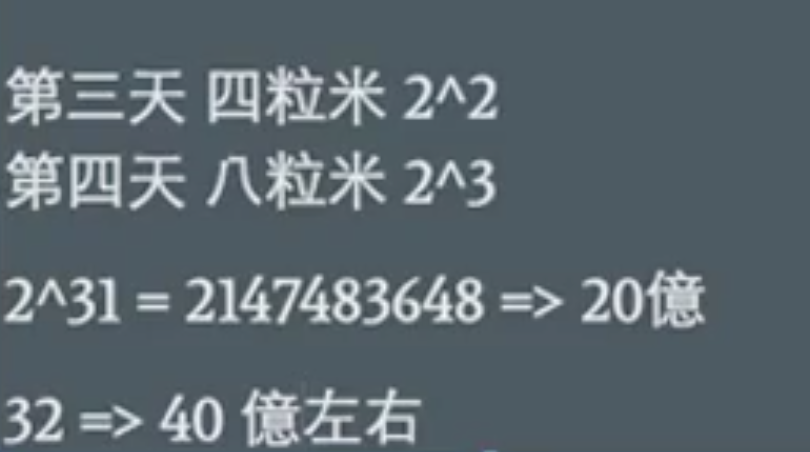 第三天 四粒米 2^2
第四天 八粒米 2^3
2^31 = 2147483648 => 20億
32 => 40 億左右